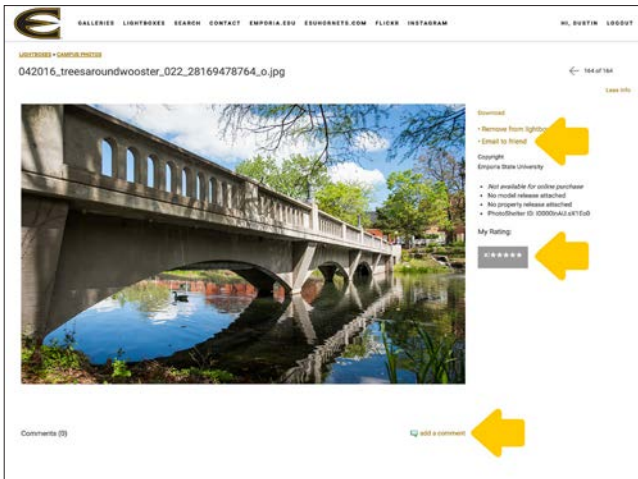 E
GALLERIES LIGHTBOXES SEARCH CONTACT EMPORIA.EDU ESUHORNETS.COM FLICKR INSTAGRAM HI, DUSTIN LOGOUT
LIGHTBOXES » CAMPUS PHOTOS
042016_treesaroundwooster_022_28169478764_o.jpg
164 of 164
Less Info
Download
• Remove from
• Email to friend
Copyright
Emporia State University
• Not available for online purchase
• No model release attached
• No property release attached
• PhotoShelter ID:
My Rating:
Comments (0)
add a comment